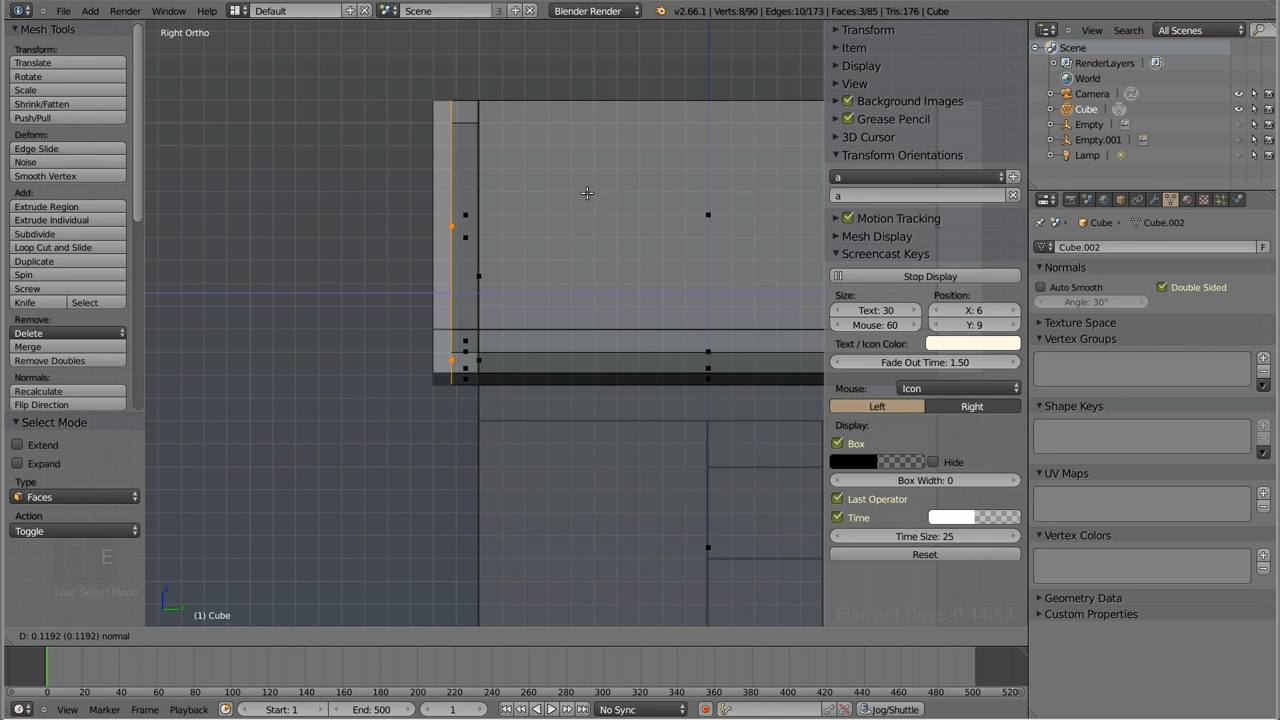 File Add Render Window Help Default Scene 3 Blender Render v2.66.1 | Verts:8/90 | Edges:10/173 | Faces:3/85 | Tris:176 | Cube
Mesh Tools
Transform:
Translate
Rotate
Scale
Shrink/Fatten
Push/Pull
Deform:
Edge Slide
Noise
Smooth Vertex
Add:
Extrude Region
Extrude Individual
Subdivide
Loop Cut and Slide
Duplicate
Spin
Screw
Knife Select
Remove:
Delete
Merge
Remove Doubles
Normals:
Recalculate
Flip Direction
Select Mode
Extend
Expand
Type
Faces
Action
Toggle
E
Last: Select Mode
Right Ortho
z
y
(1) Cube
Elapsed Time: 0:44:53
D: 0.1192 (0.1192) normal
Transform
Item
Display
View
Background Images
Grease Pencil
3D Cursor
Transform Orientations
a
a
Motion Tracking
Mesh Display
Screencast Keys
Stop Display
Size: Position:
Text: 30 X: 6
Mouse: 60 Y: 9
Text / Icon Color:
Fade Out Time: 1.50
Mouse: Icon
Left Right
Display:
Box
Hide
Box Width: 0
Last Operator
Time
Time Size: 25
Reset
View Search All Scenes
Scene
RenderLayers
World
Camera
Cube
Empty
Empty.001
Lamp
Cube Cube.002
Cube.002 F
Normals
Auto Smooth Double Sided
Angle: 30°
Texture Space
Vertex Groups
Shape Keys
UV Maps
Vertex Colors
Geometry Data
Custom Properties
0 20 40 60 80 100 120 140 160 180 200 220 240 260 280 300 320 340 360 380 400 420 440 460 480 500 520
View Marker Frame Playback Start: 1 End: 500 1 No Sync Jog/Shuttle